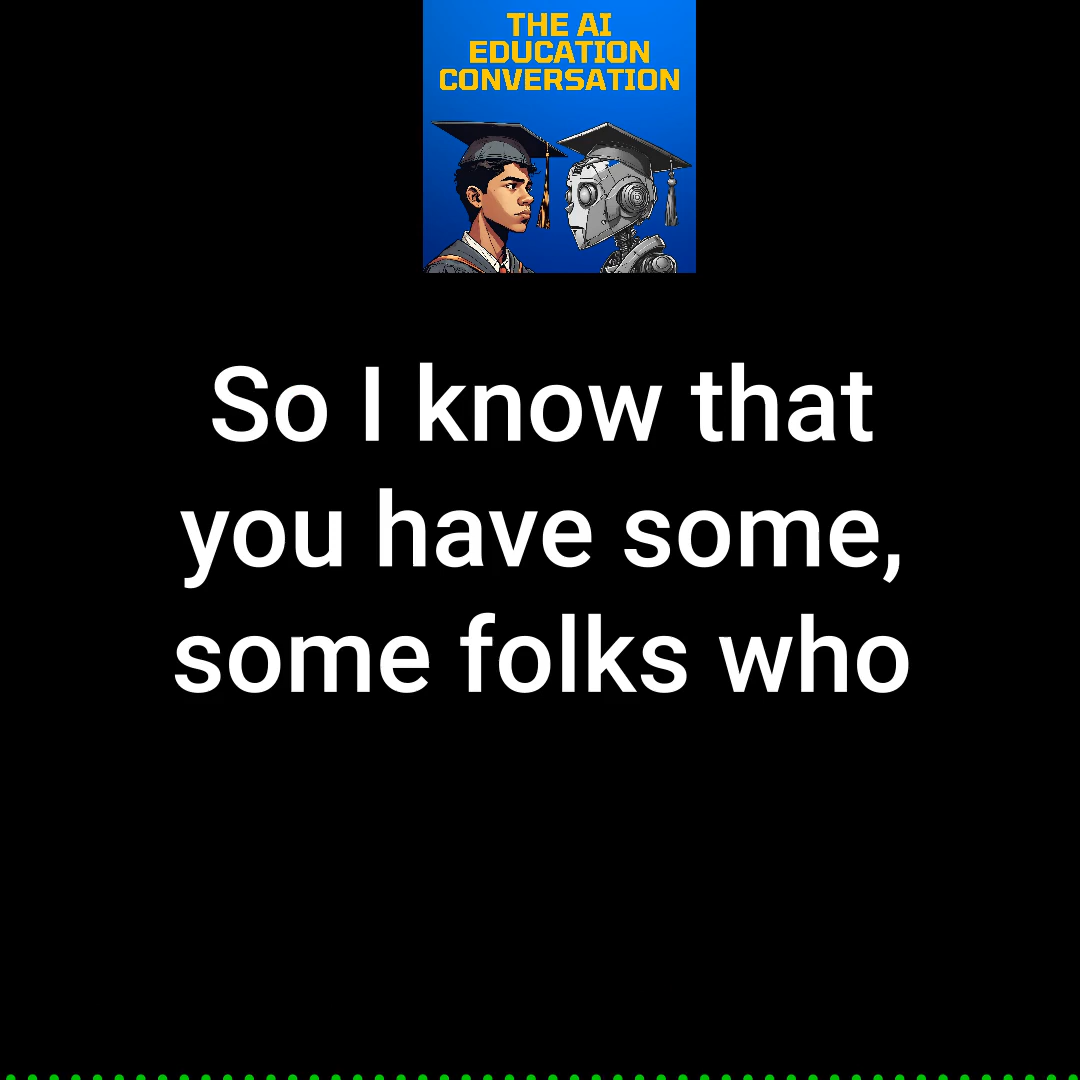 THE AI
EDUCATION
CONVERSATION
So I know that
you have some,
some folks who